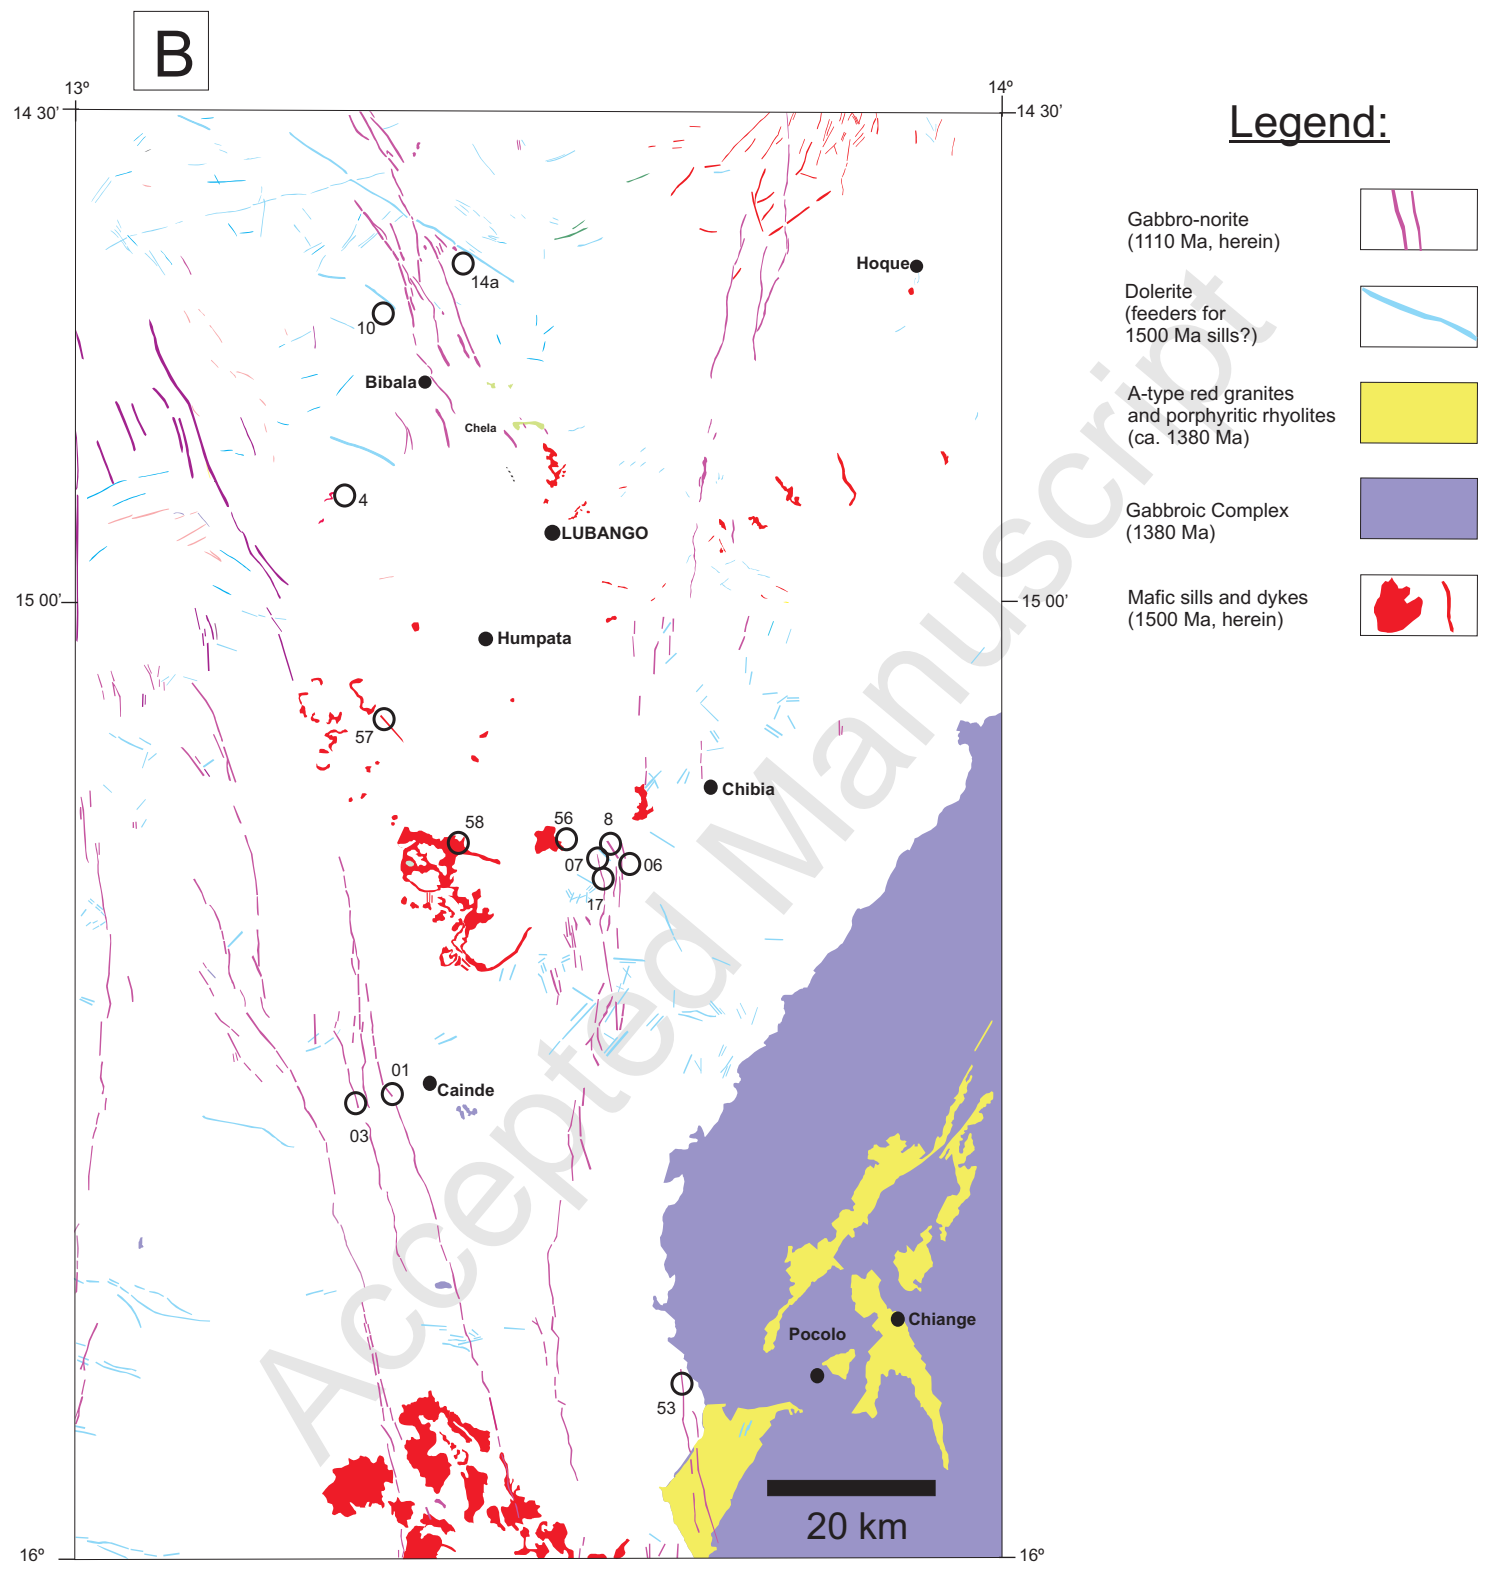 B
13º
14º
14 30'
14 30'
Legend:
Gabbro-norite
(1110 Ma, herein)
Dolerite
(feeders for
1500 Ma sills?)
A-type red granites
and porphyritic rhyolites
(ca. 1380 Ma)
Gabbroic Complex
(1380 Ma)
Mafic sills and dykes
(1500 Ma, herein)
Hoque
14a
10
Bibala
Chela
4
LUBANGO
15 00'
15 00'
Humpata
57
Chibia
58
56
8
07
06
17
01
Cainde
03
Chiange
Pocolo
53
20 km
16º
16º
Accepted Manuscript